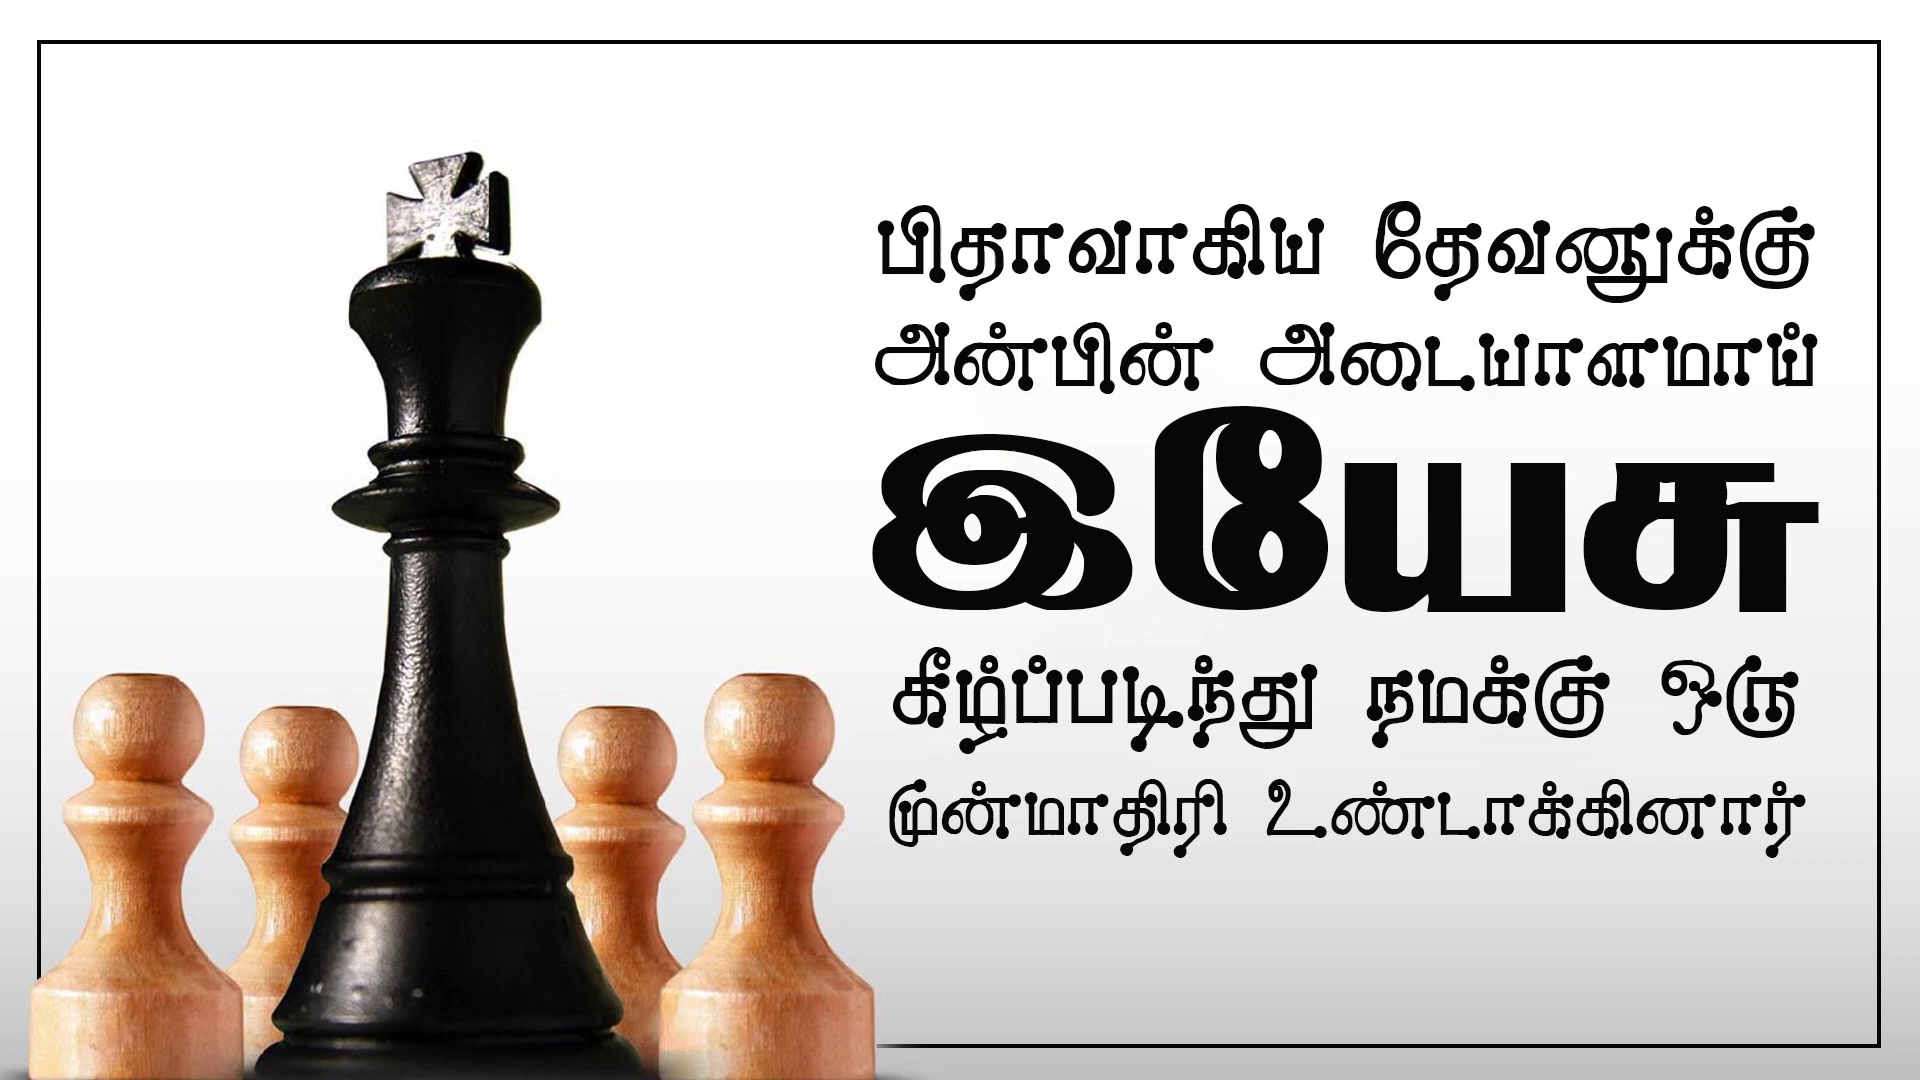 பிதாவாகிய தேவனுக்கு
அன்பின் அடையாளமாய்
இயேசு
கீழ்ப்படிந்து நமக்கு ஒரு
முன்மாதிரி உண்டாக்கினார்